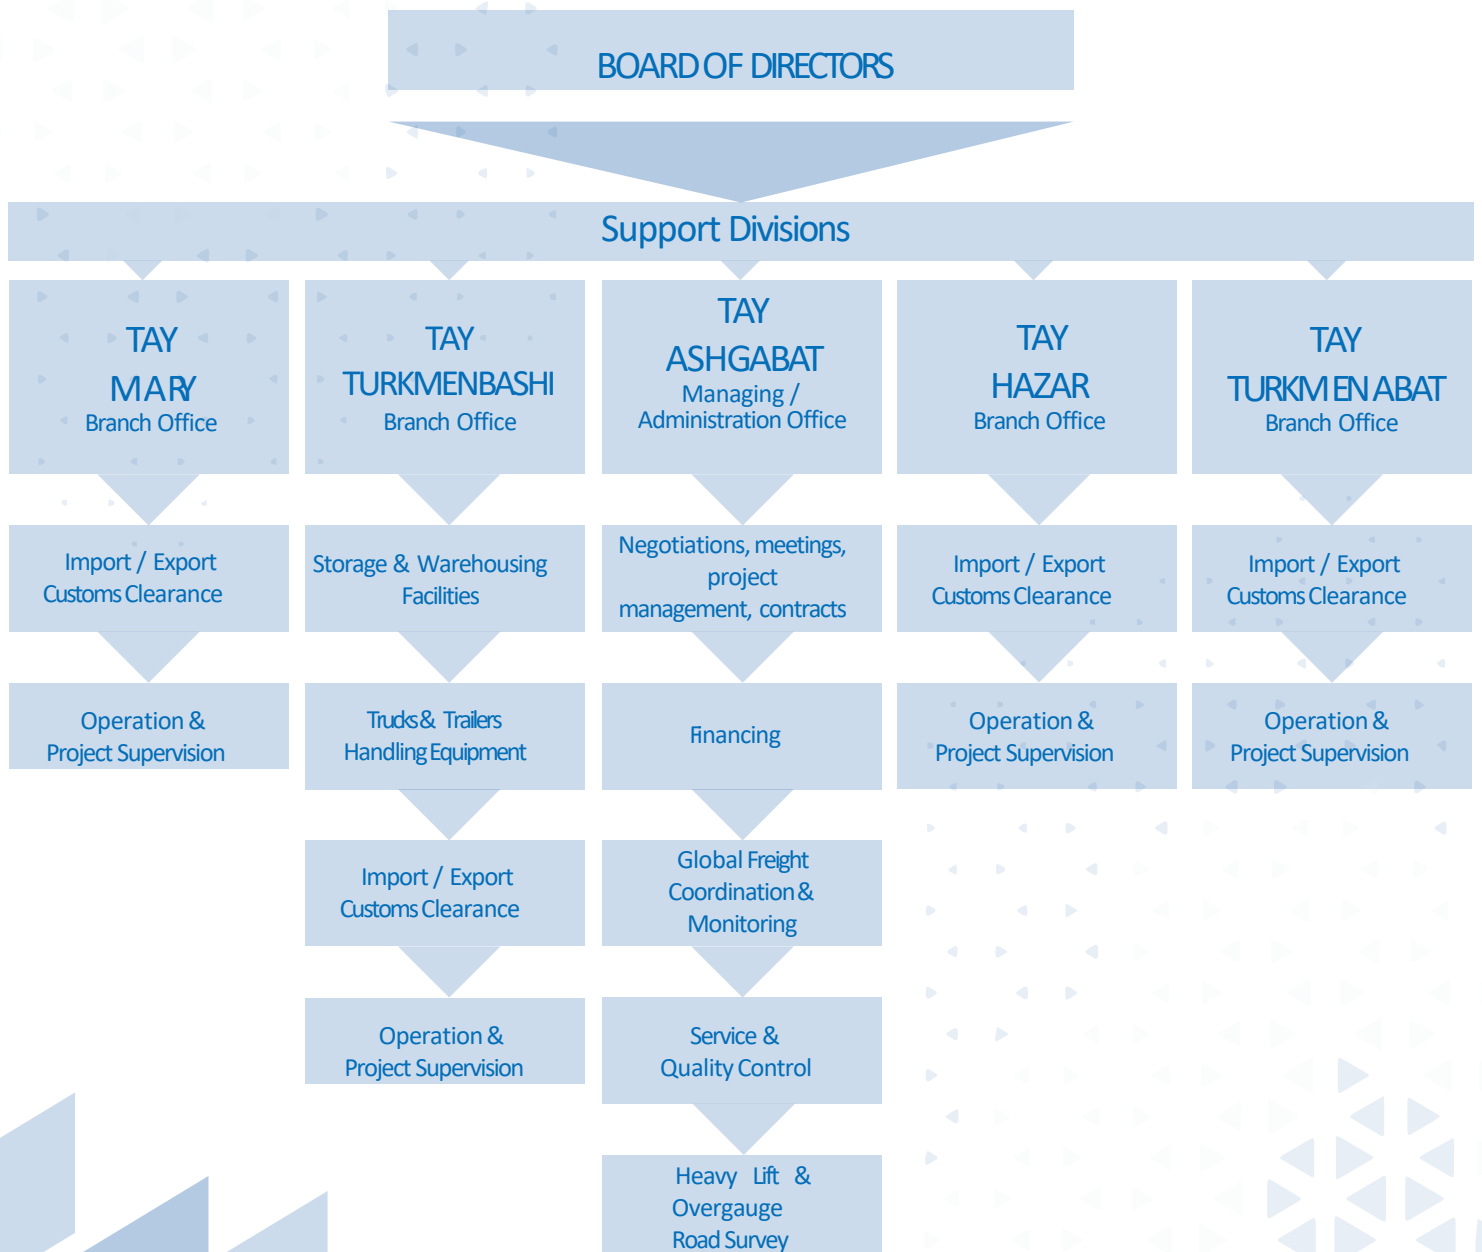 BOARD OF DIRECTORS
Support Divisions
TAY
MARY
Branch Office
Import / Export
Customs Clearance
Operation &
Project Supervision
TAY
TURKMENBASHI
Branch Office
Storage & Warehousing
Facilities
Trucks & Trailers
Handling Equipment
Import / Export
Customs Clearance
Operation &
Project Supervision
TAY
ASHGABAT
Managing /
Administration Office
Negotiations, meetings,
project
management, contracts
Financing
Global Freight
Coordination &
Monitoring
Service &
Quality Control
Heavy Lift &
Overgauge
Road Survey
TAY
HAZAR
Branch Office
Import / Export
Customs Clearance
Operation &
Project Supervision
TAY
TURKMENABAT
Branch Office
Import / Export
Customs Clearance
Operation &
Project Supervision